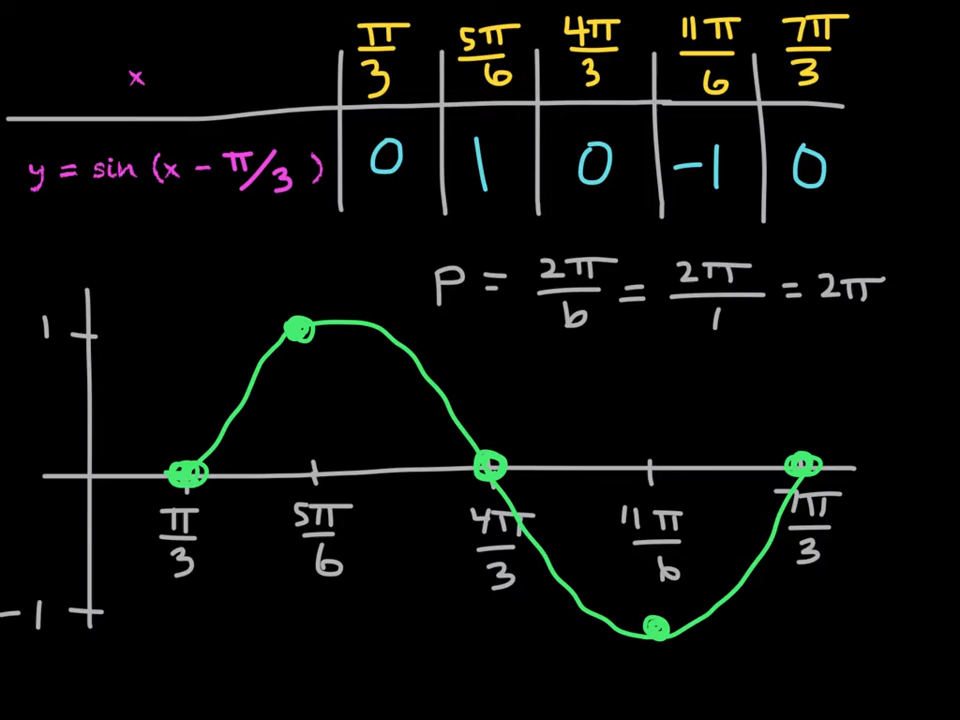 x π/3 5π/6 4π/3 11π/6 7π/3
y = sin (x - π/3) 0 1 0 -1 0
P = 2π/b = 2π/1 = 2π
1
π/3 5π/6 4π/3 11π/6 7π/3
-1